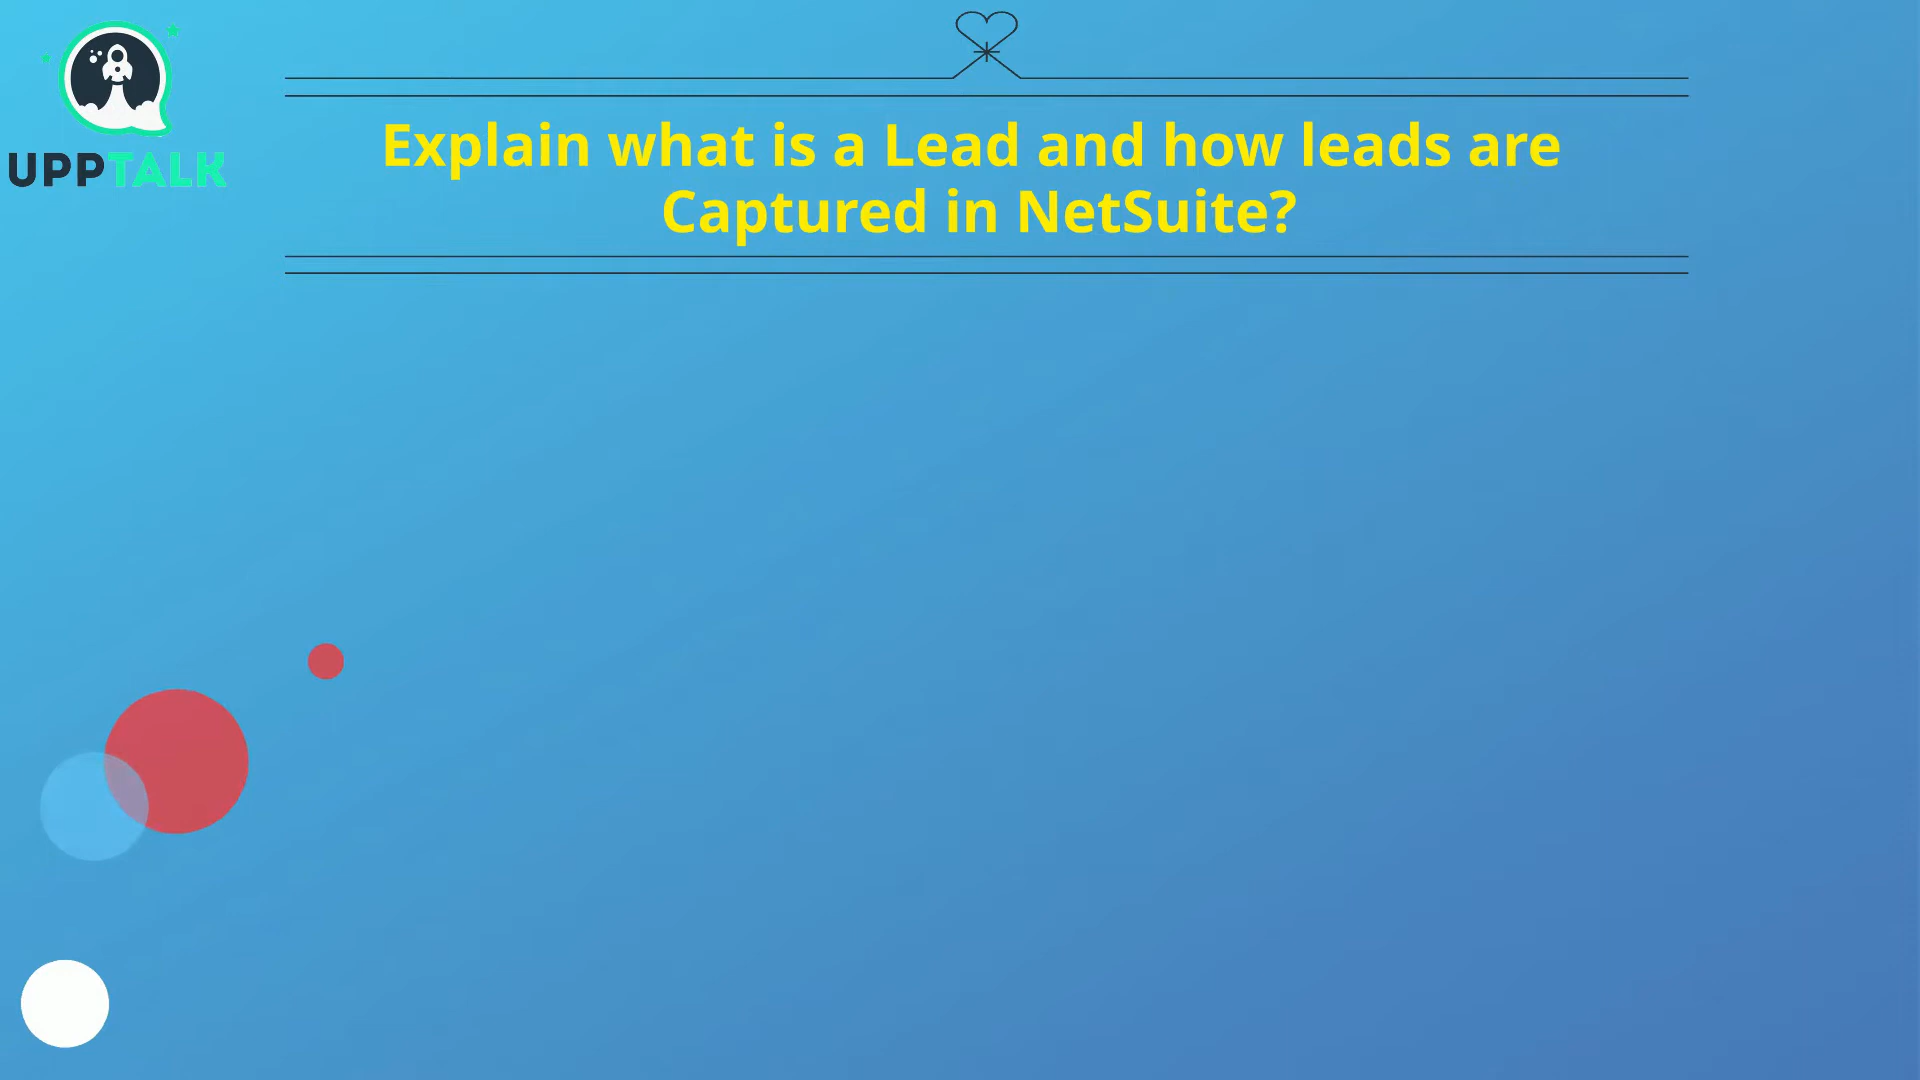 UPPTALK
Explain what is a Lead and how leads are
Captured in NetSuite?